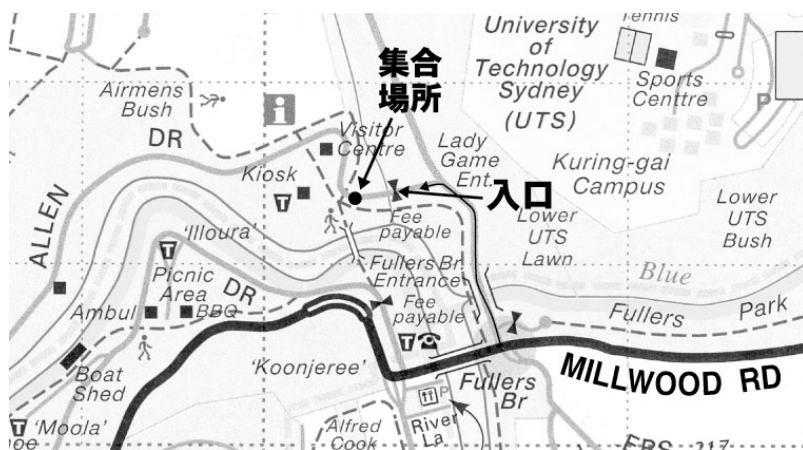 Tennis
University
of
Technology
Sydney
(UTS)
Sports
Centtre
P
集合
場所
Airmens
Bush
DR
i
Visitor
Centre
Lady
Game
Ent.
Kuring-gai
Campus
Kiosk
T
入口
ALLEN
'Illoura'
Fee
payable
Lower
UTS
Lawn
Lower
UTS
Bush
T
Picnic
Area
DR
Fullers Br.
Entrance
Blue
Ambul
BBQ
Fee
payable
Fullers
Park
T
Boat
Shed
'Koonjeree'
MILLWOOD RD
Fullers
Br
P
T
'Moola'
Alfred
Cook
River
La
217